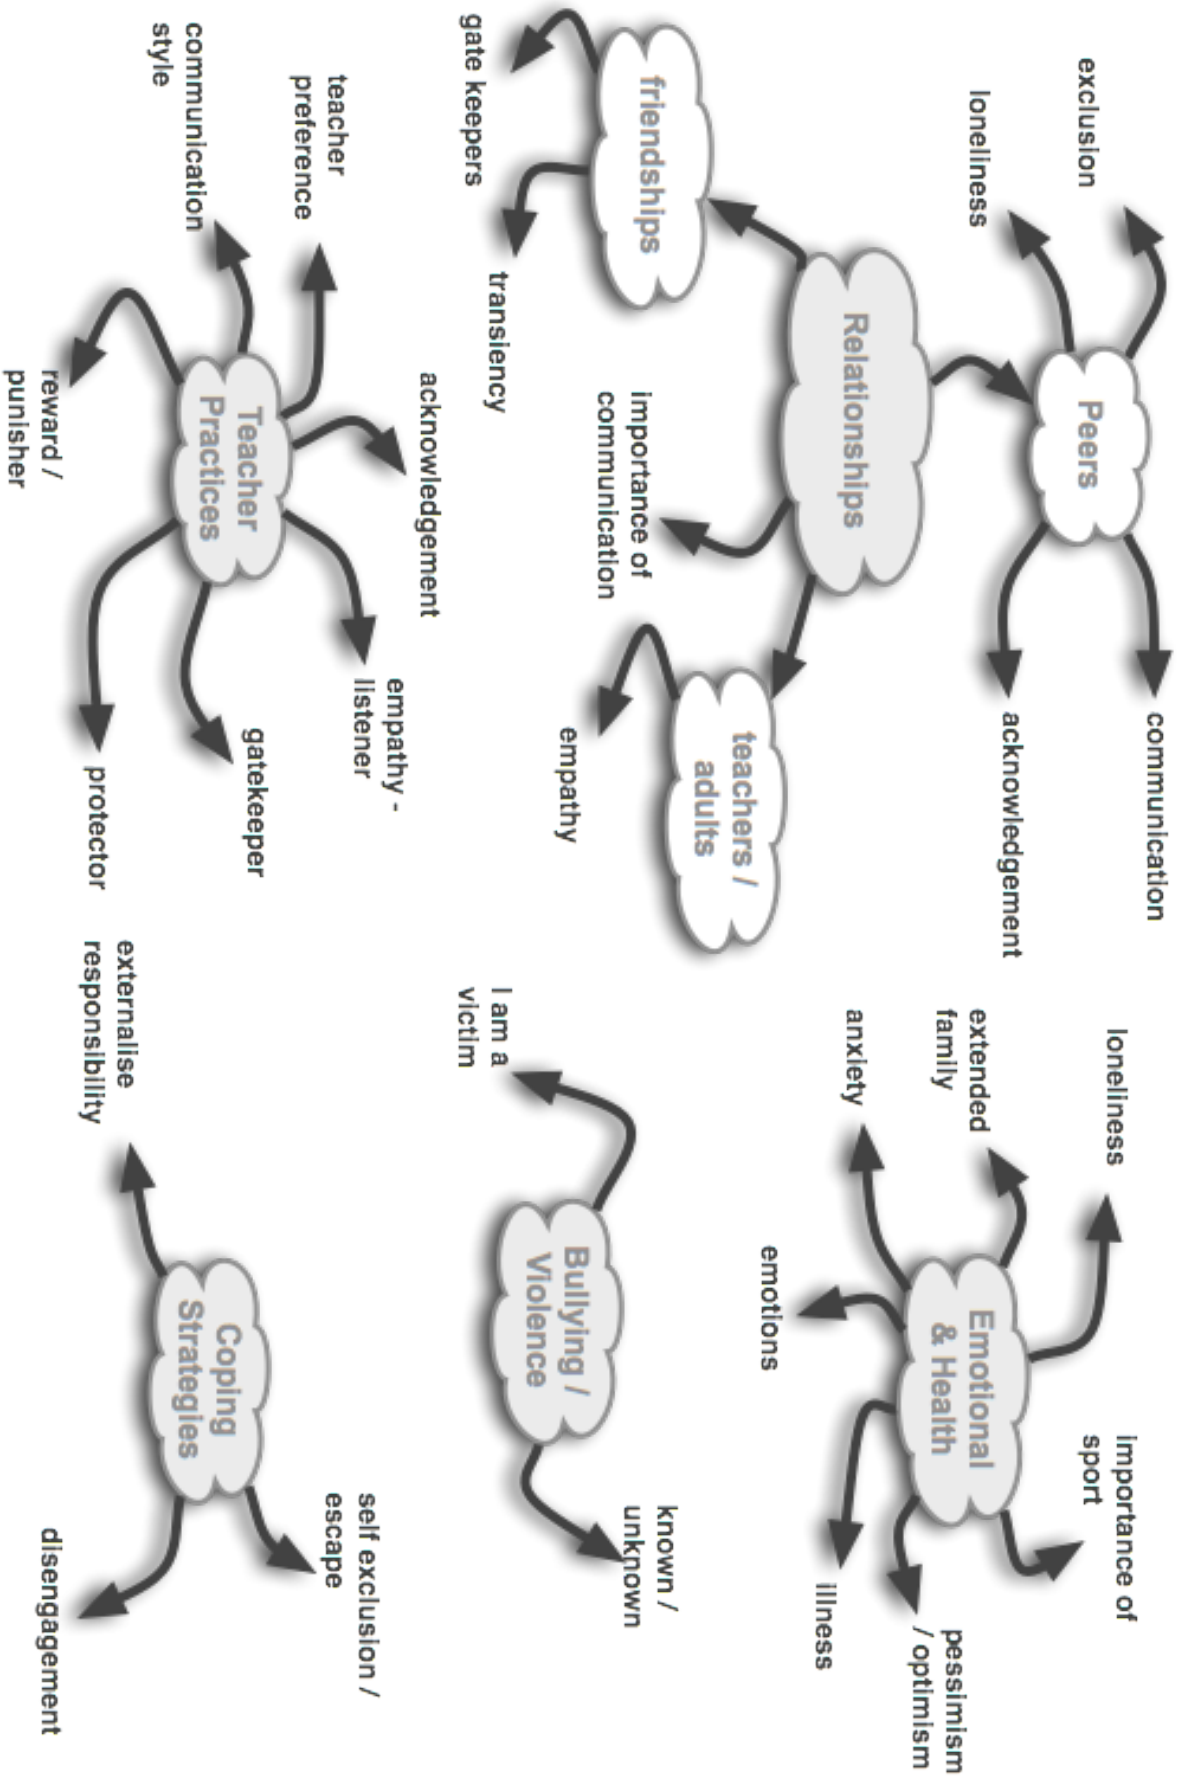 exclusion
loneliness
Peers
communication
acknowledgement
Relationships
friendships
gate keepers
transiency
importance of
communication
teachers /
adults
empathy
loneliness
extended
family
anxiety
Emotional
& Health
importance of
sport
pessimism
/ optimism
illness
emotions
teacher
preference
communication
style
acknowledgement
Teacher
Practices
empathy -
listener
gatekeeper
protector
reward /
punisher
I am a
victim
Bullying /
Violence
known /
unknown
externalise
responsibility
Coping
Strategies
self exclusion /
escape
disengagement